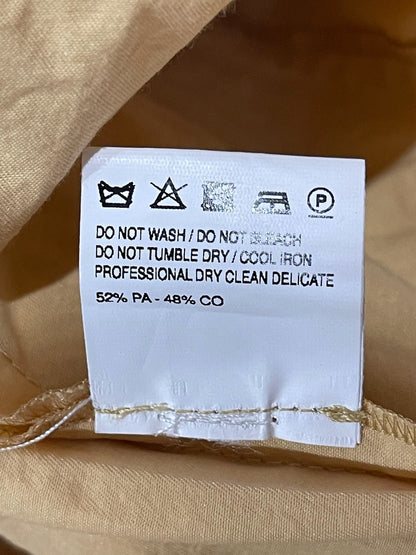 P
DO NOT WASH / DO NOT BLEACH
DO NOT TUMBLE DRY / COOL IRON
PROFESSIONAL DRY CLEAN DELICATE
52% PA - 48% CO